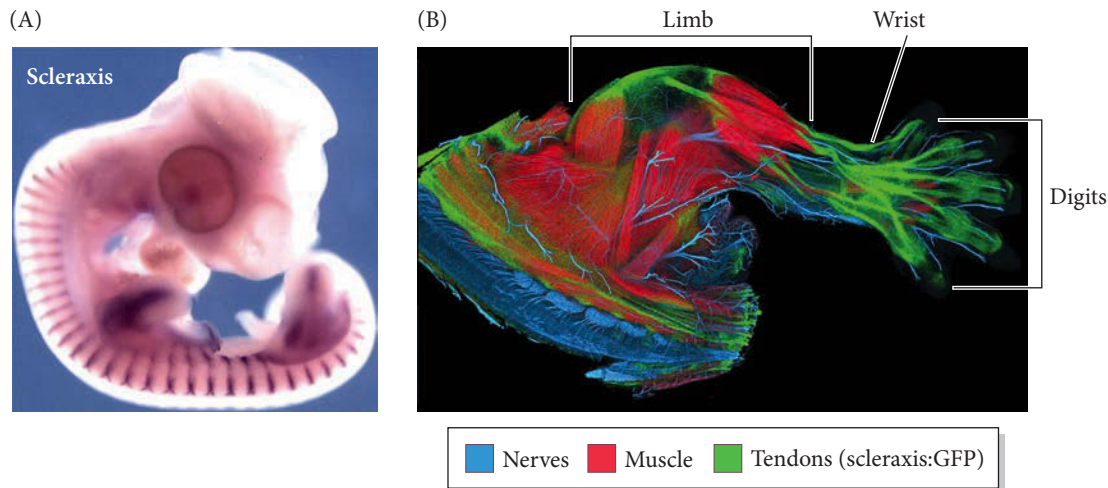 (A)
Scleraxis
(B)
Limb
Wrist
Digits
Nerves
Muscle
Tendons (scleraxis:GFP)